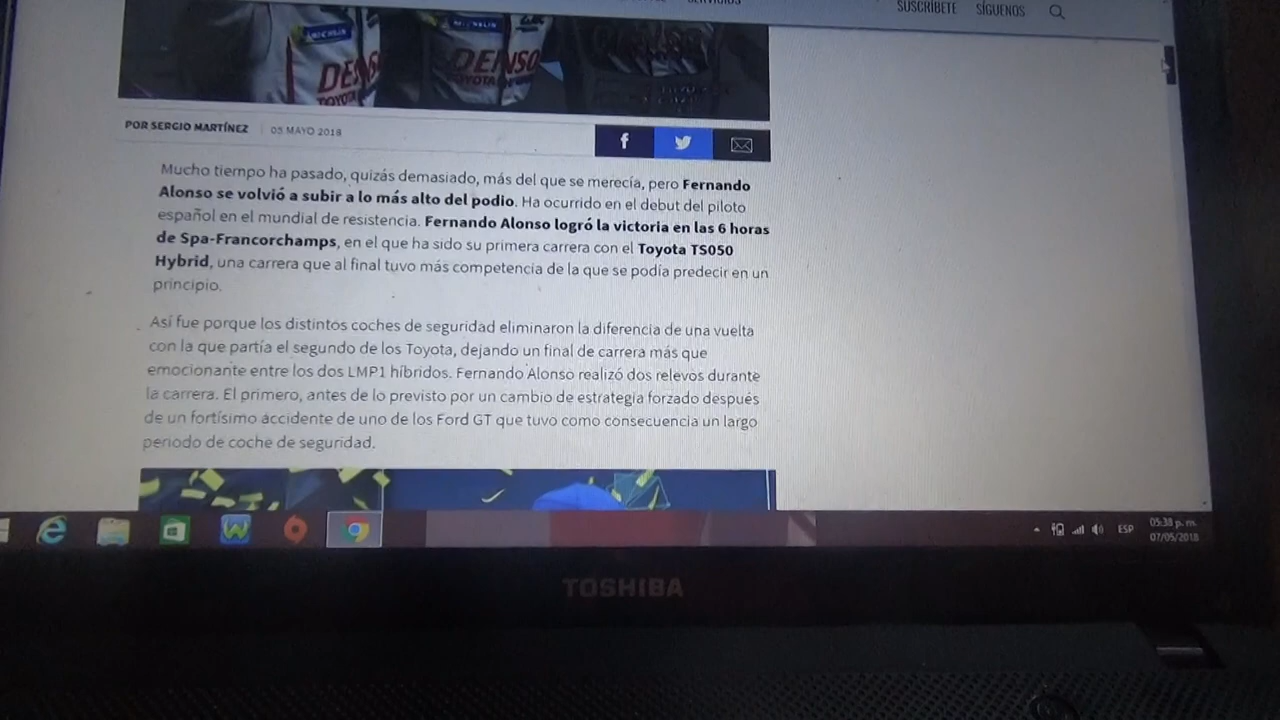 SUSCRÍBETE SÍGUENOS
MICHELIN
DENSO
DENSO
TOYOTA
TOYOTA
POR SERGIO MARTÍNEZ | 05 MAYO 2018
Mucho tiempo ha pasado, quizás demasiado, más del que se merecía, pero Fernando
Alonso se volvió a subir a lo más alto del podio. Ha ocurrido en el debut del piloto
español en el mundial de resistencia. Fernando Alonso logró la victoria en las 6 horas
de Spa-Francorchamps, en el que ha sido su primera carrera con el Toyota TS050
Hybrid, una carrera que al final tuvo más competencia de la que se podía predecir en un
principio.
Así fue porque los distintos coches de seguridad eliminaron la diferencia de una vuelta
con la que partía el segundo de los Toyota, dejando un final de carrera más que
emocionante entre los dos LMP1 híbridos. Fernando Alonso realizó dos relevos durante
la carrera. El primero, antes de lo previsto por un cambio de estrategia forzado después
de un fortísimo accidente de uno de los Ford GT que tuvo como consecuencia un largo
periodo de coche de seguridad.
ESP
05:38 p. m.
07/05/2018
TOSHIBA